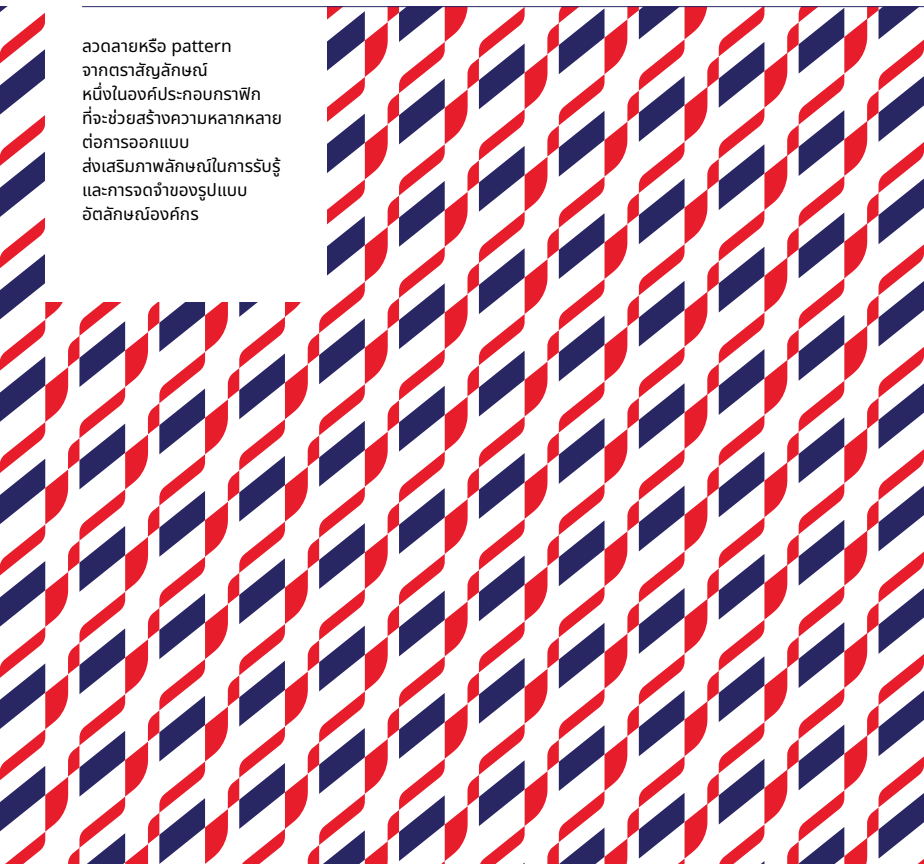 ลวดลายหรือ pattern
จากตราสัญลักษณ์
หนึ่งในองค์ประกอบกราฟิก
ที่จะช่วยสร้างความหลากหลาย
ต่อการออกแบบ
ส่งเสริมภาพลักษณ์ในการรับรู้
และการจดจำของรูปแบบ
อัตลักษณ์องค์กร